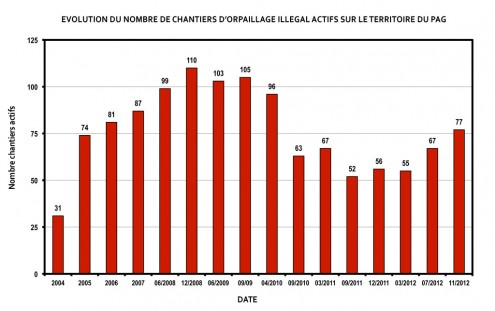 EVOLUTION DU NOMBRE DE CHANTIERS D'ORPAILLAGE ILLEGAL ACTIFS SUR LE TERRITOIRE DU PAG
Nombre chantiers actifs
125
100
75
50
25
0
31 74 81 87 99 110 103 105 96 63 67 52 56 55 67 77
2004 2005 2006 2007 06/2008 12/2008 06/2009 09/09 04/2010 09/2010 03/2011 09/2011 12/2011 03/2012 07/2012 11/2012
DATE